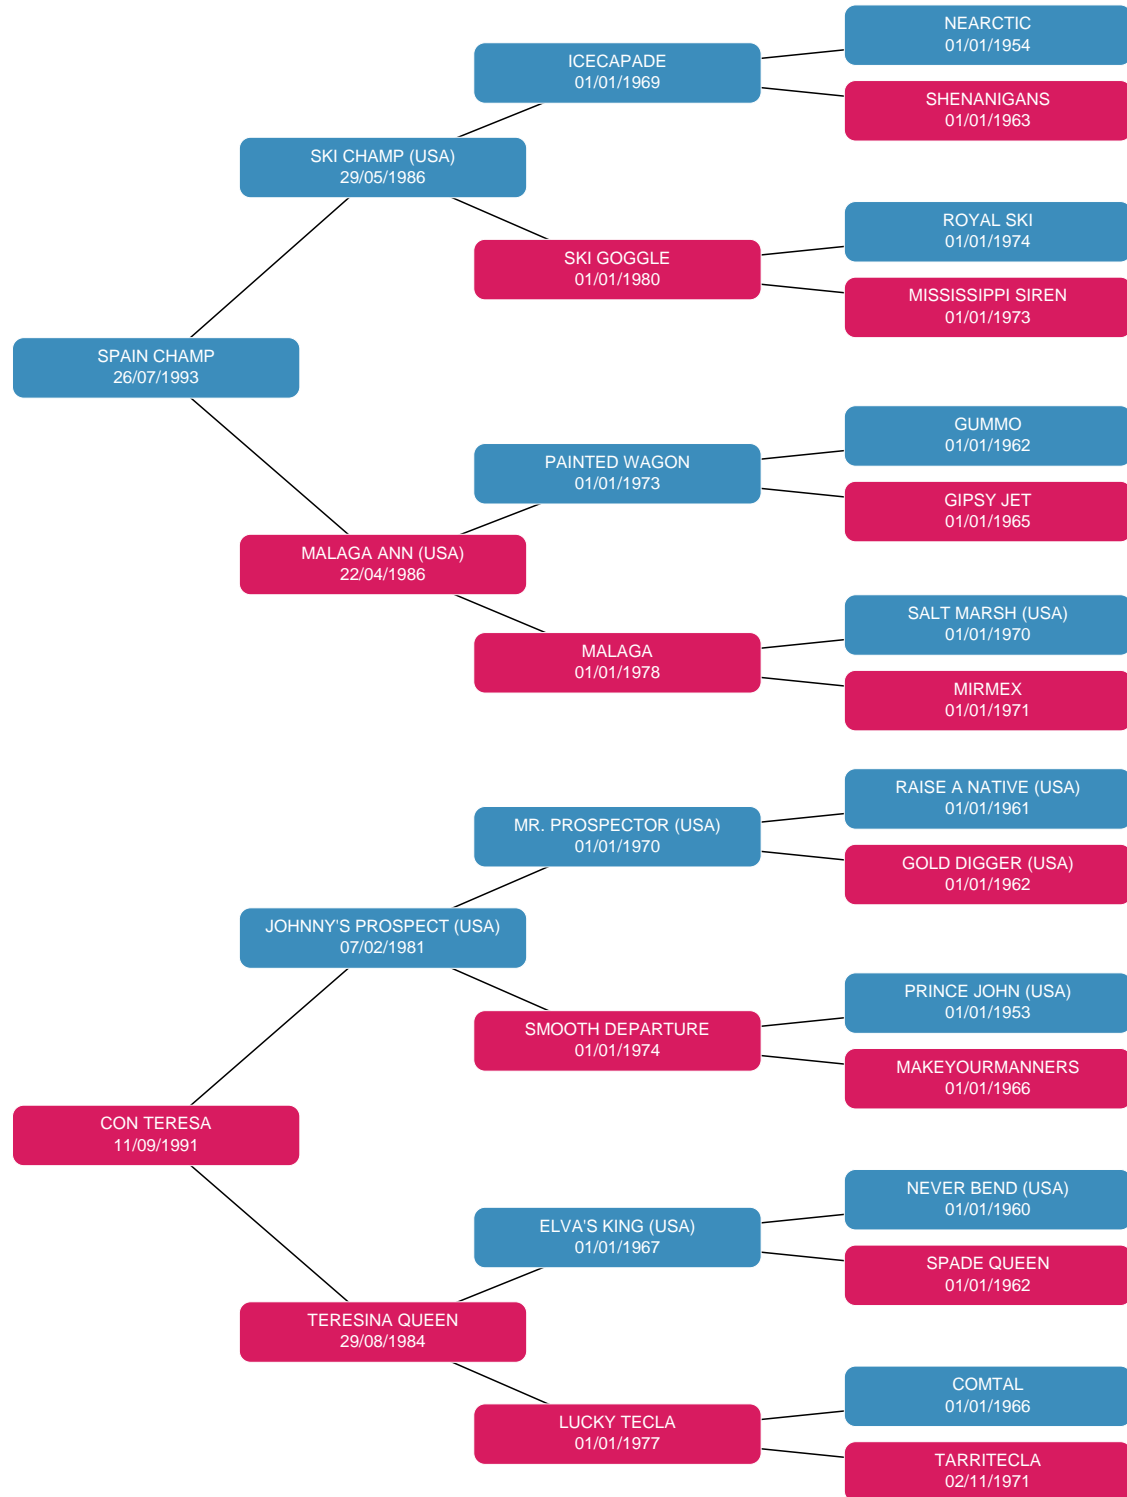 NEARCTIC
01/01/1954
ICECAPADE
01/01/1969
SHENANIGANS
01/01/1963
SKI CHAMP (USA)
29/05/1986
ROYAL SKI
01/01/1974
SKI GOGGLE
01/01/1980
MISSISSIPPI SIREN
01/01/1973
SPAIN CHAMP
26/07/1993
GUMMO
01/01/1962
PAINTED WAGON
01/01/1973
GIPSY JET
01/01/1965
MALAGA ANN (USA)
22/04/1986
SALT MARSH (USA)
01/01/1970
MALAGA
01/01/1978
MIRMEX
01/01/1971
RAISE A NATIVE (USA)
01/01/1961
MR. PROSPECTOR (USA)
01/01/1970
GOLD DIGGER (USA)
01/01/1962
JOHNNY'S PROSPECT (USA)
07/02/1981
PRINCE JOHN (USA)
01/01/1953
SMOOTH DEPARTURE
01/01/1974
MAKEYOURMANNERS
01/01/1966
CON TERESA
11/09/1991
NEVER BEND (USA)
01/01/1960
ELVA'S KING (USA)
01/01/1967
SPADE QUEEN
01/01/1962
TERESINA QUEEN
29/08/1984
COMTAL
01/01/1966
LUCKY TECLA
01/01/1977
TARRITECLA
02/11/1971